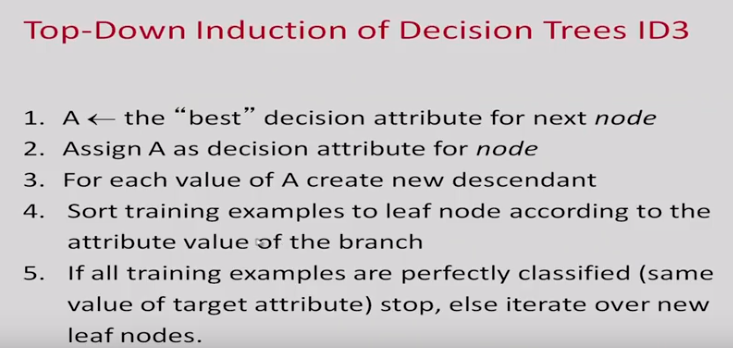 Top-Down Induction of Decision Trees ID3
1. A ← the “best” decision attribute for next node
2. Assign A as decision attribute for node
3. For each value of A create new descendant
4. Sort training examples to leaf node according to the
attribute value of the branch
5. If all training examples are perfectly classified (same
value of target attribute) stop, else iterate over new
leaf nodes.